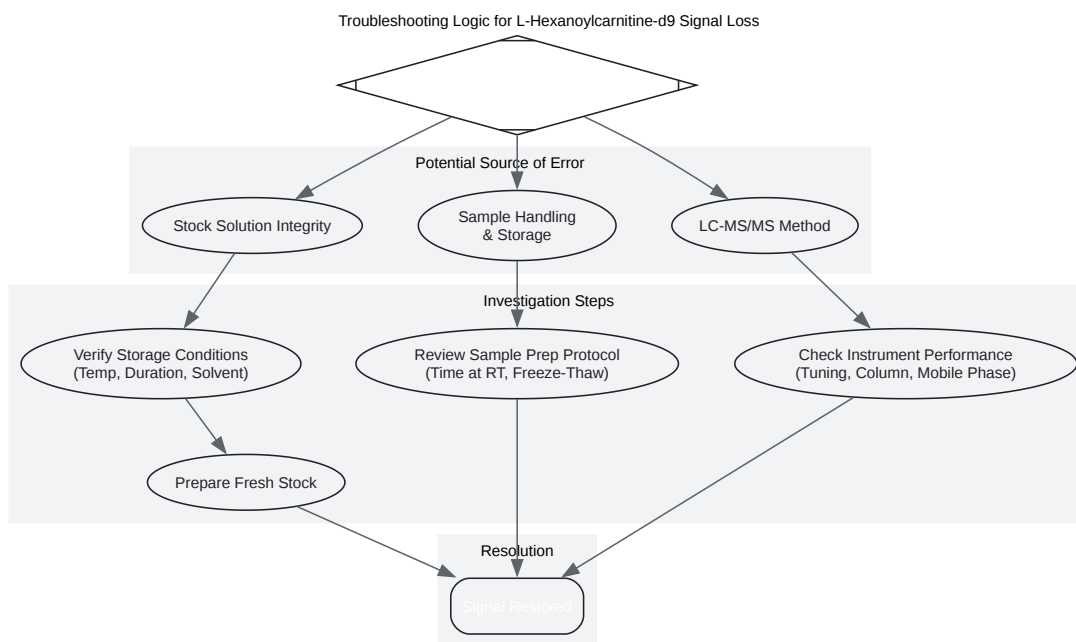 Troubleshooting Logic for L-Hexanoylcarnitine-d9 Signal Loss
Potential Source of Error
Stock Solution Integrity
Sample Handling
& Storage
LC-MS/MS Method
Investigation Steps
Verify Storage Conditions
(Temp, Duration, Solvent)
Review Sample Prep Protocol
(Time at RT, Freeze-Thaw)
Check Instrument Performance
(Tuning, Column, Mobile Phase)
Prepare Fresh Stock
Resolution
Signal Restored